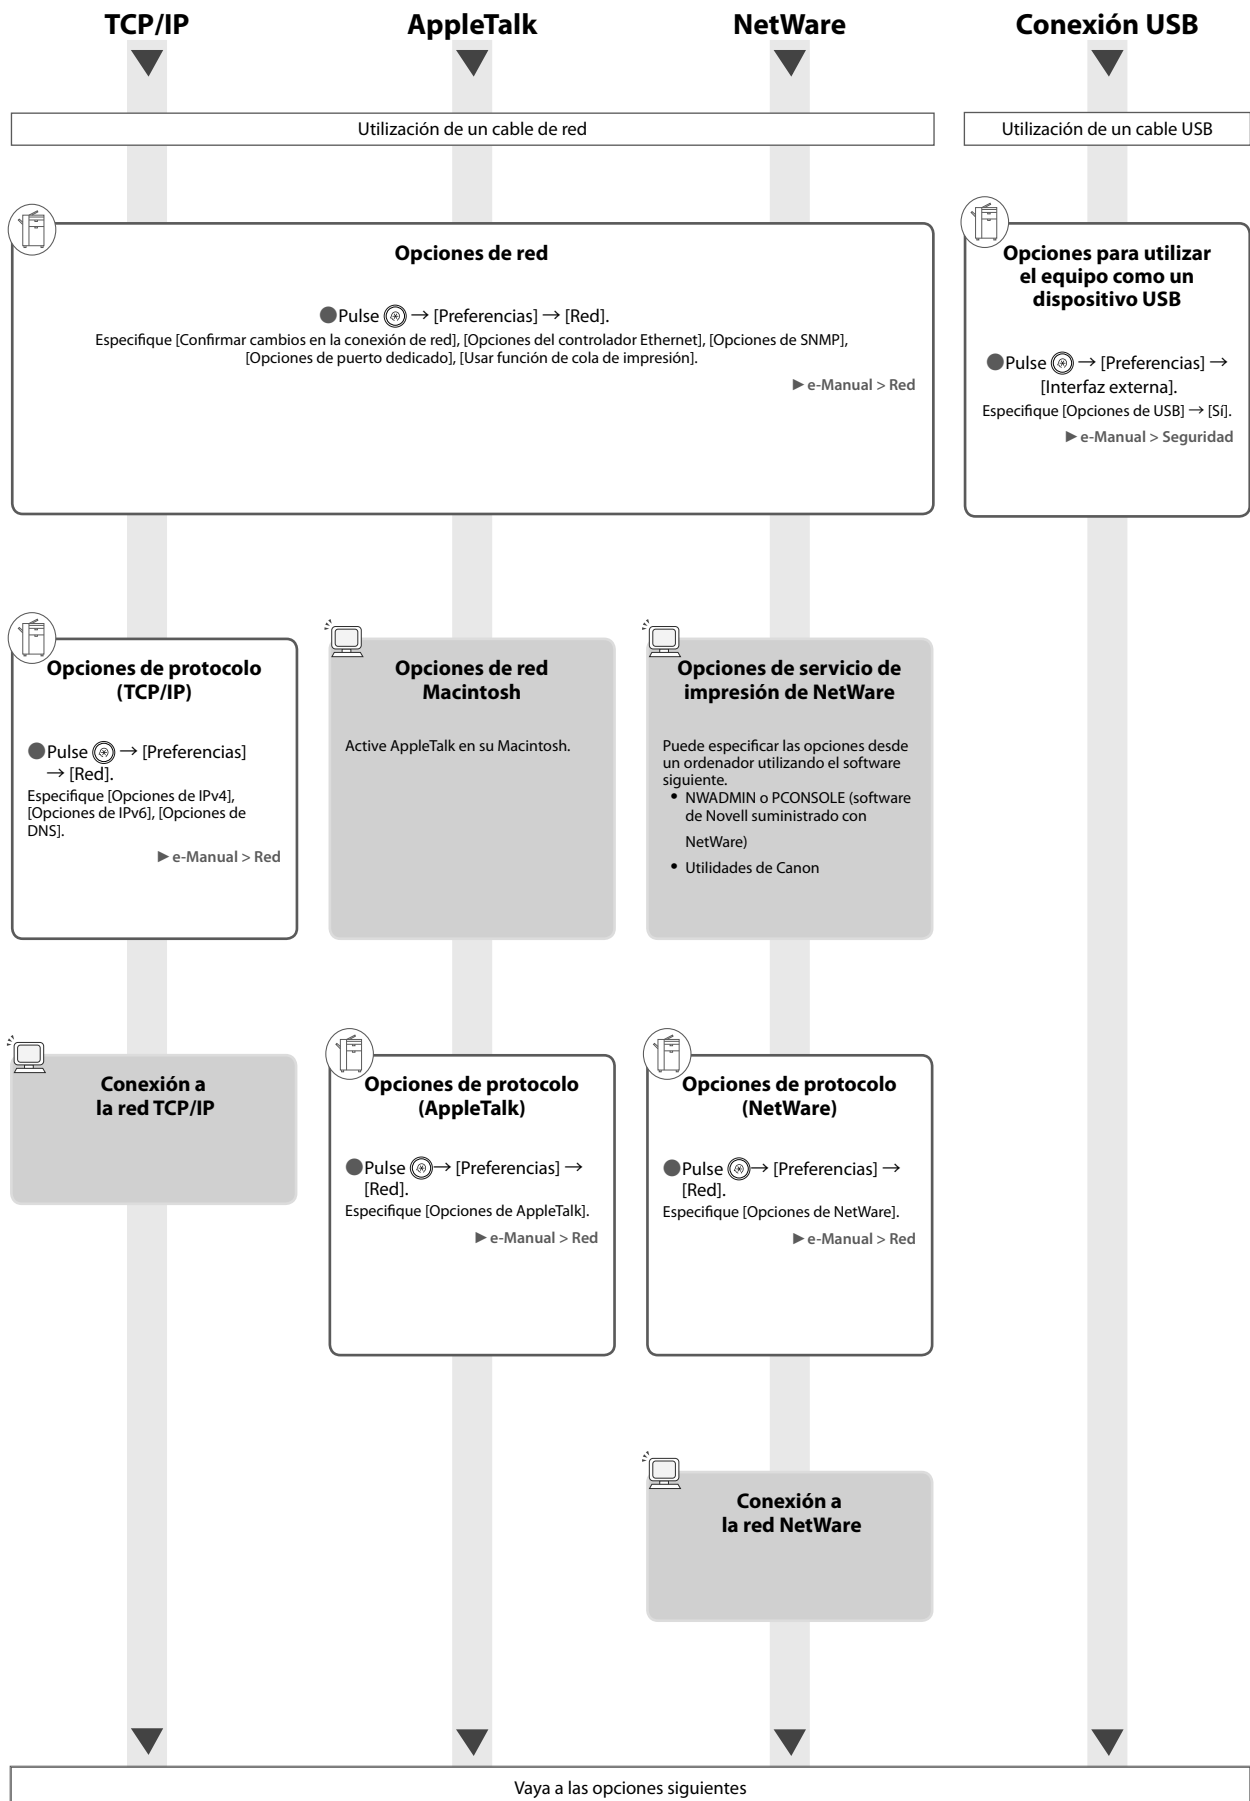 TCP/IP
AppleTalk
NetWare
Conexión USB
Utilización de un cable de red
Utilización de un cable USB
Opciones de red
●Pulse → [Preferencias] → [Red].
Especifique [Confirmar cambios en la conexión de red], [Opciones del controlador Ethernet], [Opciones de SNMP],
[Opciones de puerto dedicado], [Usar función de cola de impresión].
►e-Manual > Red
Opciones para utilizar
el equipo como un
dispositivo USB
●Pulse → [Preferencias] →
[Interfaz externa].
Especifique [Opciones de USB] → [Sí].
►e-Manual > Seguridad
Opciones de protocolo
(TCP/IP)
●Pulse → [Preferencias]
→ [Red].
Especifique [Opciones de IPv4],
[Opciones de IPv6], [Opciones de
DNS].
►e-Manual > Red
Opciones de red
Macintosh
Active AppleTalk en su Macintosh.
Opciones de servicio de
impresión de NetWare
Puede especificar las opciones desde
un ordenador utilizando el software
siguiente.
• NWADMIN o PCONSOLE (software
de Novell suministrado con
NetWare)
• Utilidades de Canon
Conexión a
la red TCP/IP
Opciones de protocolo
(AppleTalk)
●Pulse → [Preferencias] →
[Red].
Especifique [Opciones de AppleTalk].
►e-Manual > Red
Opciones de protocolo
(NetWare)
●Pulse → [Preferencias] →
[Red].
Especifique [Opciones de NetWare].
►e-Manual > Red
Conexión a
la red NetWare
Vaya a las opciones siguientes